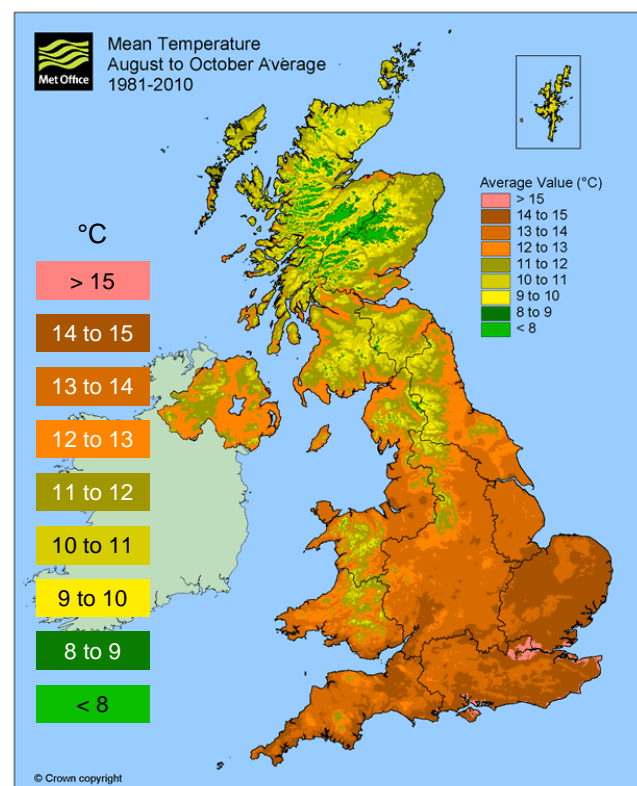 Met Office
Mean Temperature
August to October Average
1981-2010
°C
> 15
14 to 15
13 to 14
12 to 13
11 to 12
10 to 11
9 to 10
8 to 9
< 8
Average Value (°C)
> 15
14 to 15
13 to 14
12 to 13
11 to 12
10 to 11
9 to 10
8 to 9
< 8
© Crown copyright